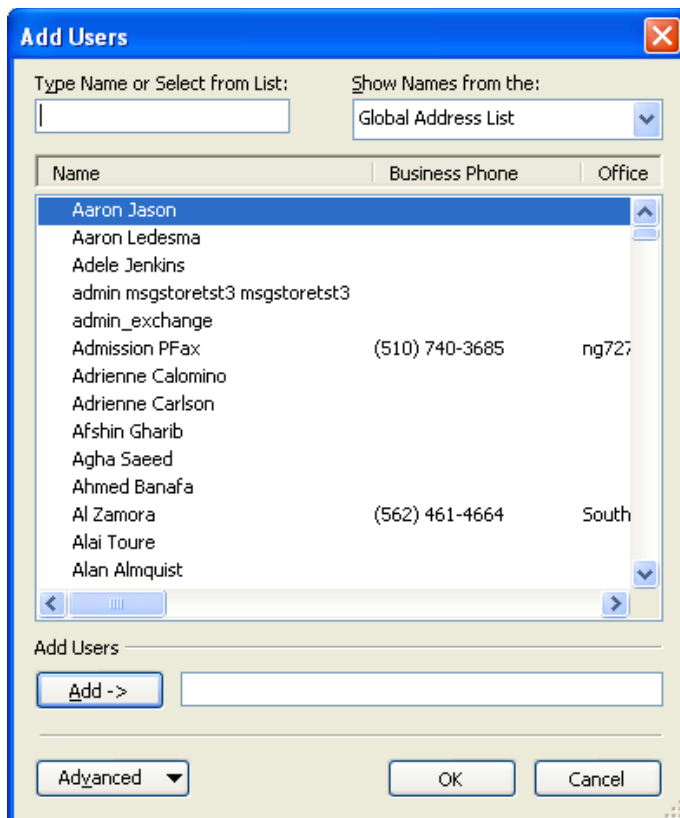 Add Users
Type Name or Select from List: Show Names from the:
Global Address List
Name Business Phone Office
Aaron Jason
Aaron Ledesma
Adele Jenkins
admin msgstoretst3 msgstoretst3
admin_exchange
Admission PFax (510) 740-3685 ng727
Adrienne Calomino
Adrienne Carlson
Afshin Gharib
Agha Saeed
Ahmed Banafa
Al Zamora (562) 461-4664 South
Alai Toure
Alan Almquist
Add Users
Add ->
Advanced OK Cancel